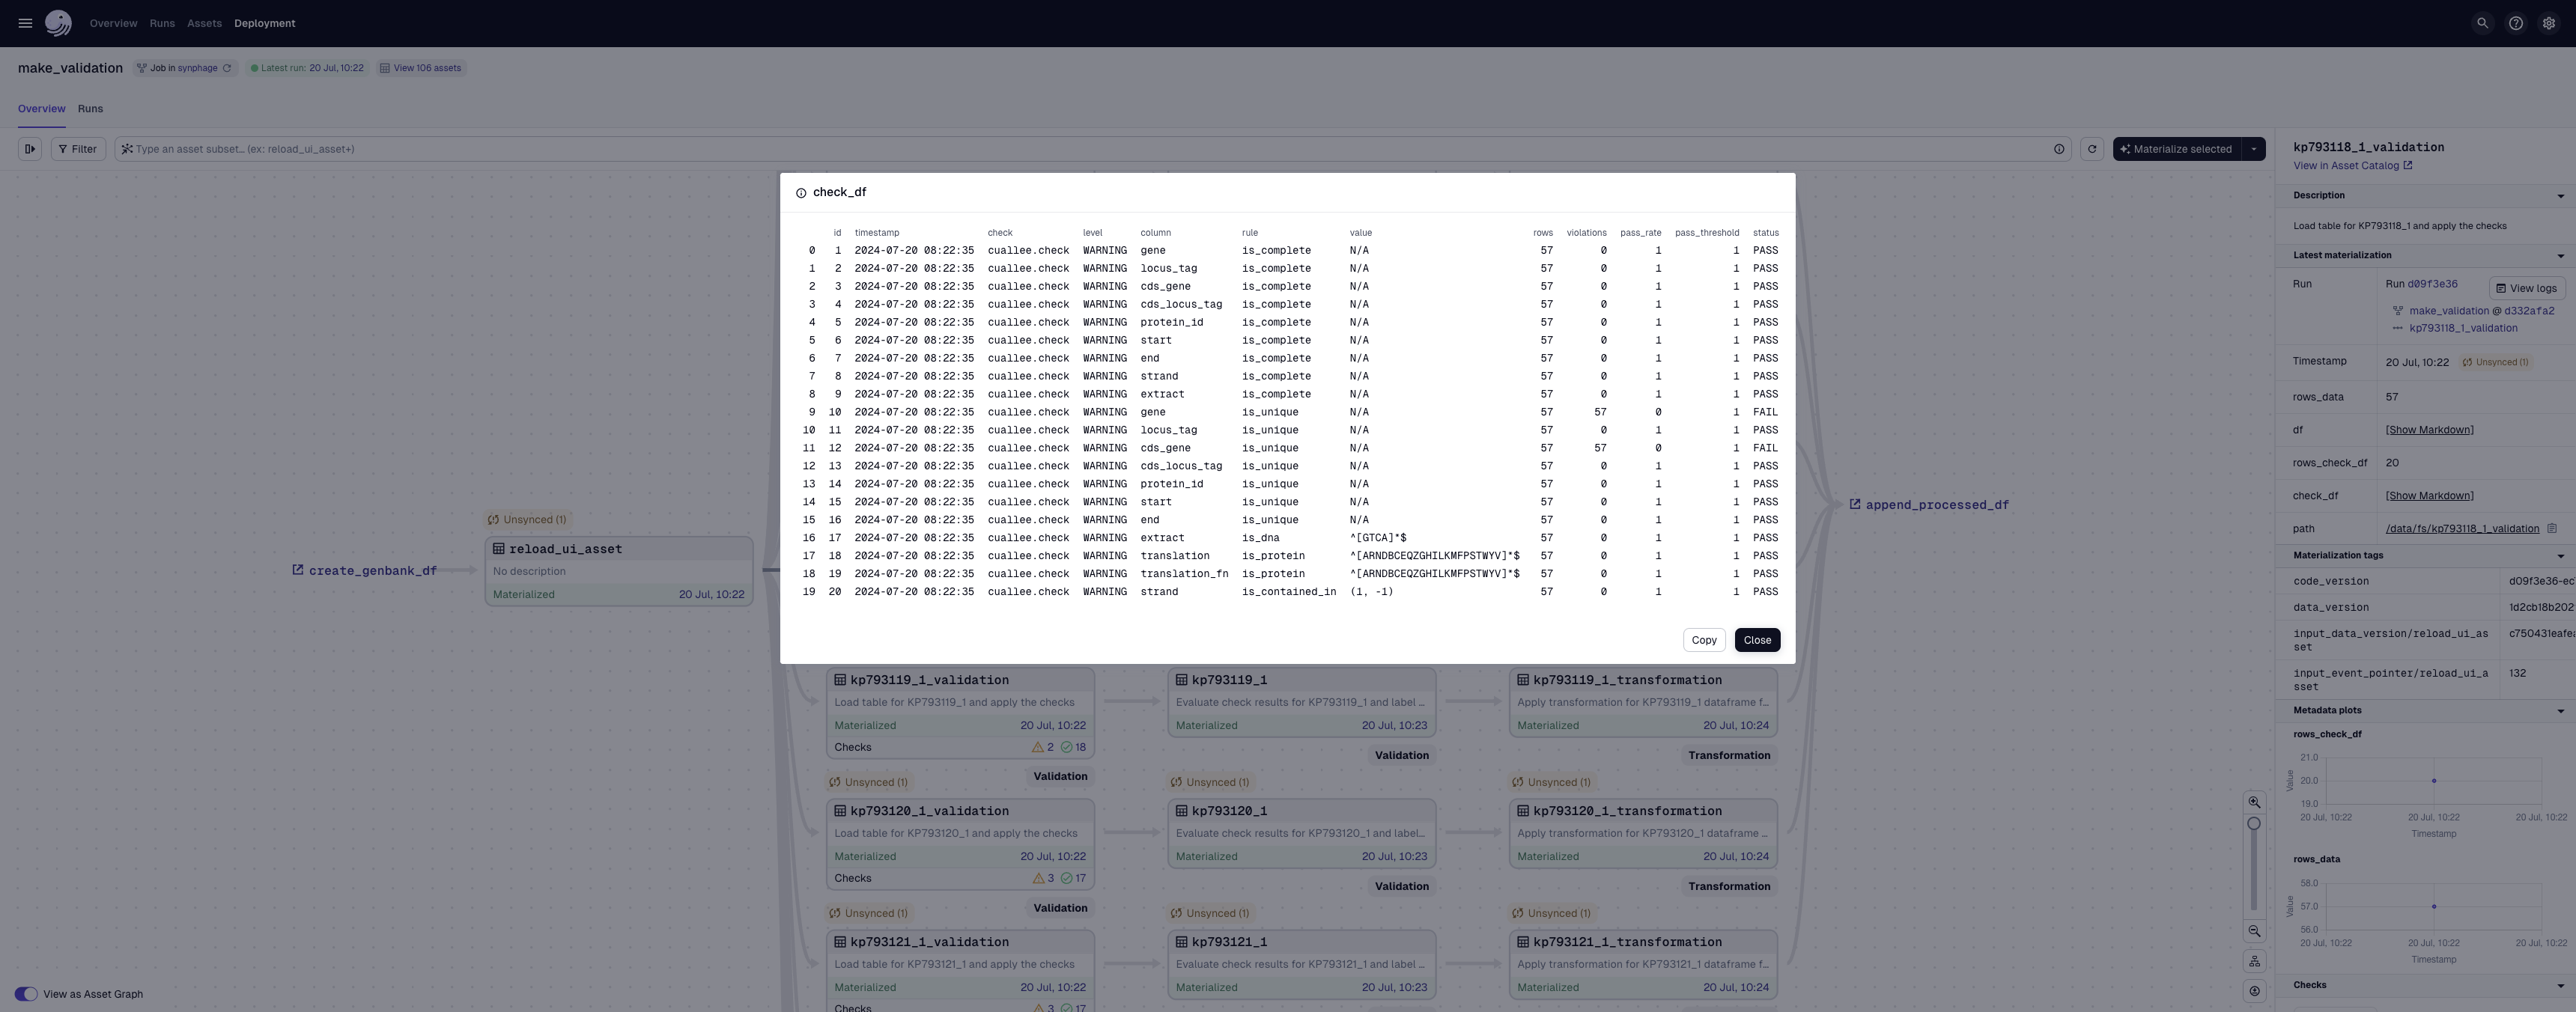 Overview Runs Assets Deployment
make_validation Job in synphage Latest run: 20 Jul, 10:22 View 106 assets
Overview Runs
Filter Type an asset subset... (ex: reload_ui_asset+) Materialize selected
check_df
id timestamp check level column rule value rows violations pass_rate pass_threshold status
0 1 2024-07-20 08:22:35 cuallee.check WARNING gene is_complete N/A 57 0 1 1 PASS
1 2 2024-07-20 08:22:35 cuallee.check WARNING locus_tag is_complete N/A 57 0 1 1 PASS
2 3 2024-07-20 08:22:35 cuallee.check WARNING cds_gene is_complete N/A 57 0 1 1 PASS
3 4 2024-07-20 08:22:35 cuallee.check WARNING cds_locus_tag is_complete N/A 57 0 1 1 PASS
4 5 2024-07-20 08:22:35 cuallee.check WARNING protein_id is_complete N/A 57 0 1 1 PASS
5 6 2024-07-20 08:22:35 cuallee.check WARNING start is_complete N/A 57 0 1 1 PASS
6 7 2024-07-20 08:22:35 cuallee.check WARNING end is_complete N/A 57 0 1 1 PASS
7 8 2024-07-20 08:22:35 cuallee.check WARNING strand is_complete N/A 57 0 1 1 PASS
8 9 2024-07-20 08:22:35 cuallee.check WARNING extract is_complete N/A 57 0 1 1 PASS
9 10 2024-07-20 08:22:35 cuallee.check WARNING gene is_unique N/A 57 57 0 1 FAIL
10 11 2024-07-20 08:22:35 cuallee.check WARNING locus_tag is_unique N/A 57 0 1 1 PASS
11 12 2024-07-20 08:22:35 cuallee.check WARNING cds_gene is_unique N/A 57 57 0 1 FAIL
12 13 2024-07-20 08:22:35 cuallee.check WARNING cds_locus_tag is_unique N/A 57 0 1 1 PASS
13 14 2024-07-20 08:22:35 cuallee.check WARNING protein_id is_unique N/A 57 0 1 1 PASS
14 15 2024-07-20 08:22:35 cuallee.check WARNING start is_unique N/A 57 0 1 1 PASS
15 16 2024-07-20 08:22:35 cuallee.check WARNING end is_unique N/A 57 0 1 1 PASS
16 17 2024-07-20 08:22:35 cuallee.check WARNING extract is_dna ^[GTCA]*$ 57 0 1 1 PASS
17 18 2024-07-20 08:22:35 cuallee.check WARNING translation is_protein ^[ARNDBCEQZGHILKMFPSTWYV]*$ 57 0 1 1 PASS
18 19 2024-07-20 08:22:35 cuallee.check WARNING translation_fn is_protein ^[ARNDBCEQZGHILKMFPSTWYV]*$ 57 0 1 1 PASS
19 20 2024-07-20 08:22:35 cuallee.check WARNING strand is_contained_in (1, -1) 57 0 1 1 PASS
Copy Close
create_genbank_df
Unsynced (1)
reload_ui_asset
No description
Materialized 20 Jul, 10:22
append_processed_df
kp793119_1_validation
Load table for KP793119_1 and apply the checks
Materialized 20 Jul, 10:22
Checks 2 18
Validation
kp793119_1
Evaluate check results for KP793119_1 and label ...
Materialized 20 Jul, 10:23
Validation
kp793119_1_transformation
Apply transformation for KP793119_1 dataframe f...
Materialized 20 Jul, 10:24
Transformation
Unsynced (1)
kp793120_1_validation
Load table for KP793120_1 and apply the checks
Materialized 20 Jul, 10:22
Checks 3 17
Validation
Unsynced (1)
kp793120_1
Evaluate check results for KP793120_1 and label...
Materialized 20 Jul, 10:23
Validation
Unsynced (1)
kp793120_1_transformation
Apply transformation for KP793120_1 dataframe ...
Materialized 20 Jul, 10:24
Transformation
Unsynced (1)
kp793121_1_validation
Load table for KP793121_1 and apply the checks
Materialized 20 Jul, 10:22
Checks 3 17
Unsynced (1)
kp793121_1
Evaluate check results for KP793121_1 and label ...
Materialized 20 Jul, 10:23
Unsynced (1)
kp793121_1_transformation
Apply transformation for KP793121_1 dataframe f...
Materialized 20 Jul, 10:24
View as Asset Graph
kp793118_1_validation
View in Asset Catalog
Description
Load table for KP793118_1 and apply the checks
Latest materialization
Run Run d09f3e36 View logs
make_validation @ d332afa2
kp793118_1_validation
Timestamp 20 Jul, 10:22 Unsynced (1)
rows_data 57
df [Show Markdown]
rows_check_df 20
check_df [Show Markdown]
path /data/fs/kp793118_1_validation
Materialization tags
code_version d09f3e36-ec
data_version 1d2cb18b202
input_data_version/reload_ui_as c750431eafea
set
input_event_pointer/reload_ui_a 132
sset
Metadata plots
rows_check_df
21.0
20.0
19.0
Value
20 Jul, 10:22 20 Jul, 10:22 20 Jul, 10:22
Timestamp
rows_data
58.0
57.0
56.0
Value
20 Jul, 10:22 20 Jul, 10:22 20 Jul, 10:22
Timestamp
Checks